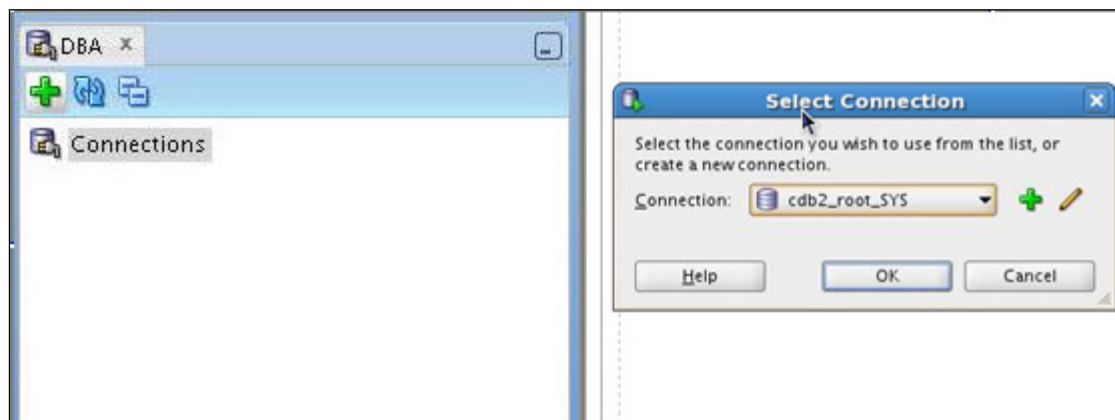 DBA
Connections
Select Connection
Select the connection you wish to use from the list, or
create a new connection.
Connection: cdb2_root_SYS
Help OK Cancel